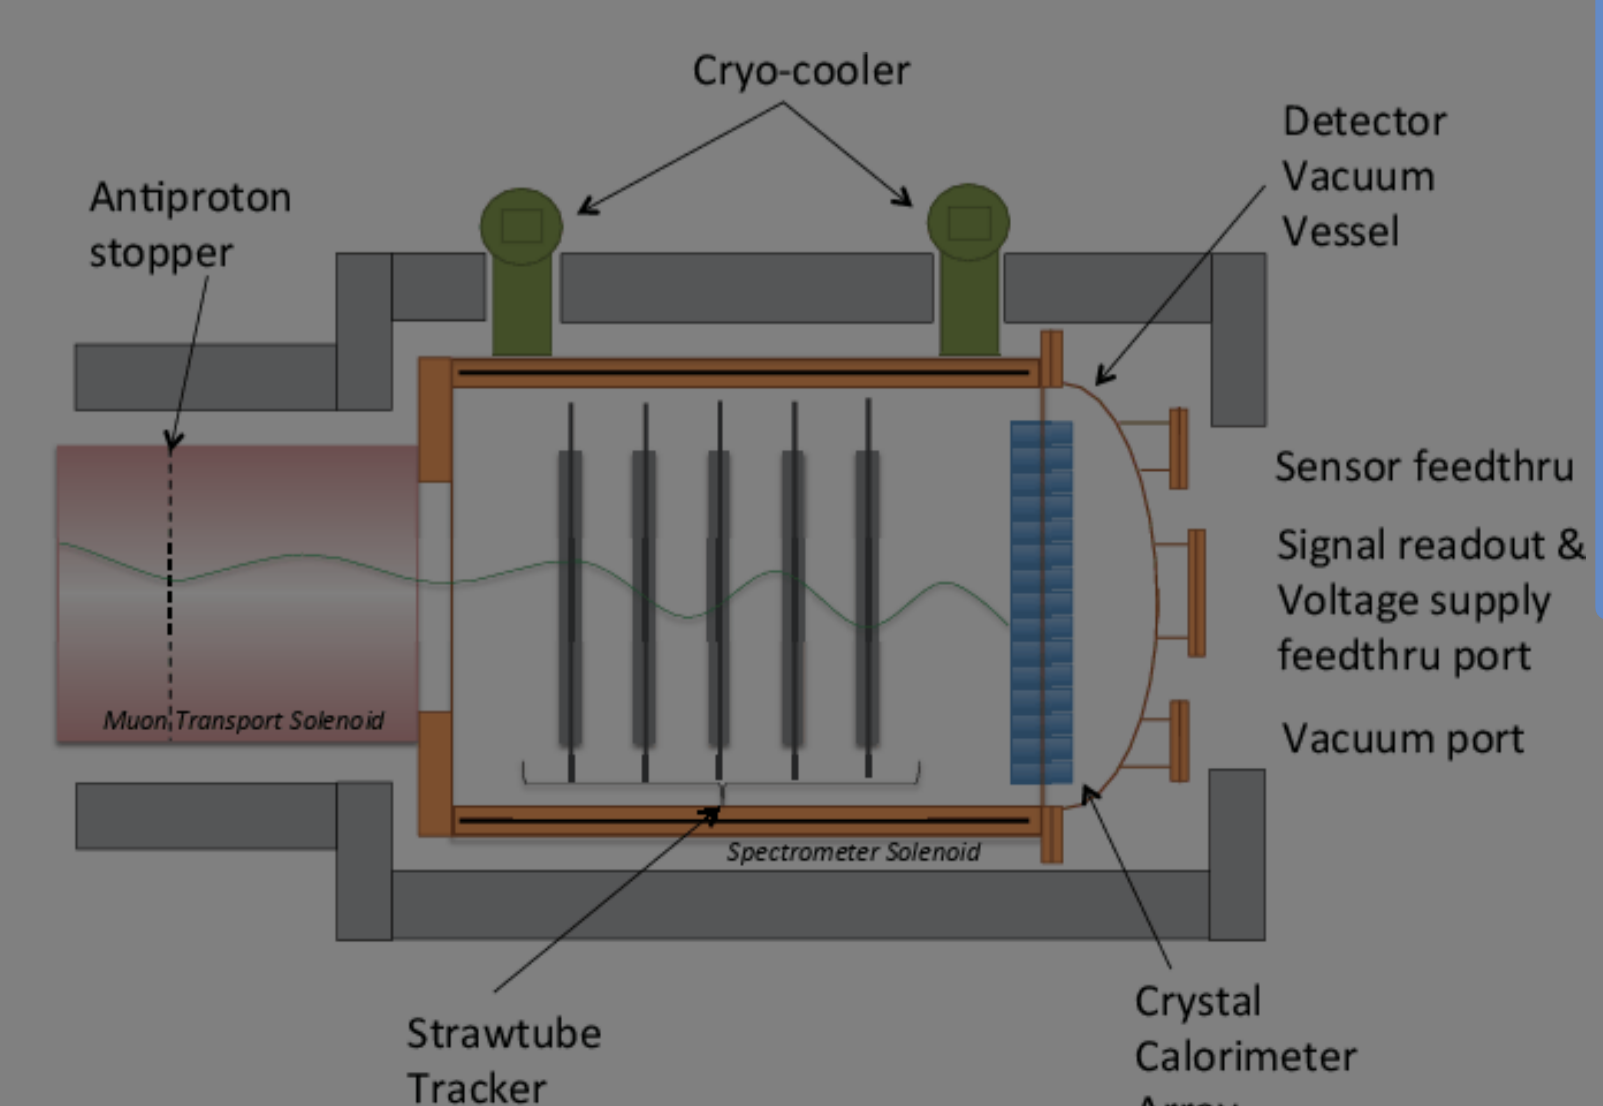 Cryo-cooler
Detector
Vacuum
Vessel
Antiproton
stopper
Sensor feedthru
Signal readout &
Voltage supply
feedthru port
Vacuum port
Muon Transport Solenoid
Spectrometer Solenoid
Strawtube
Tracker
Crystal
Calorimeter